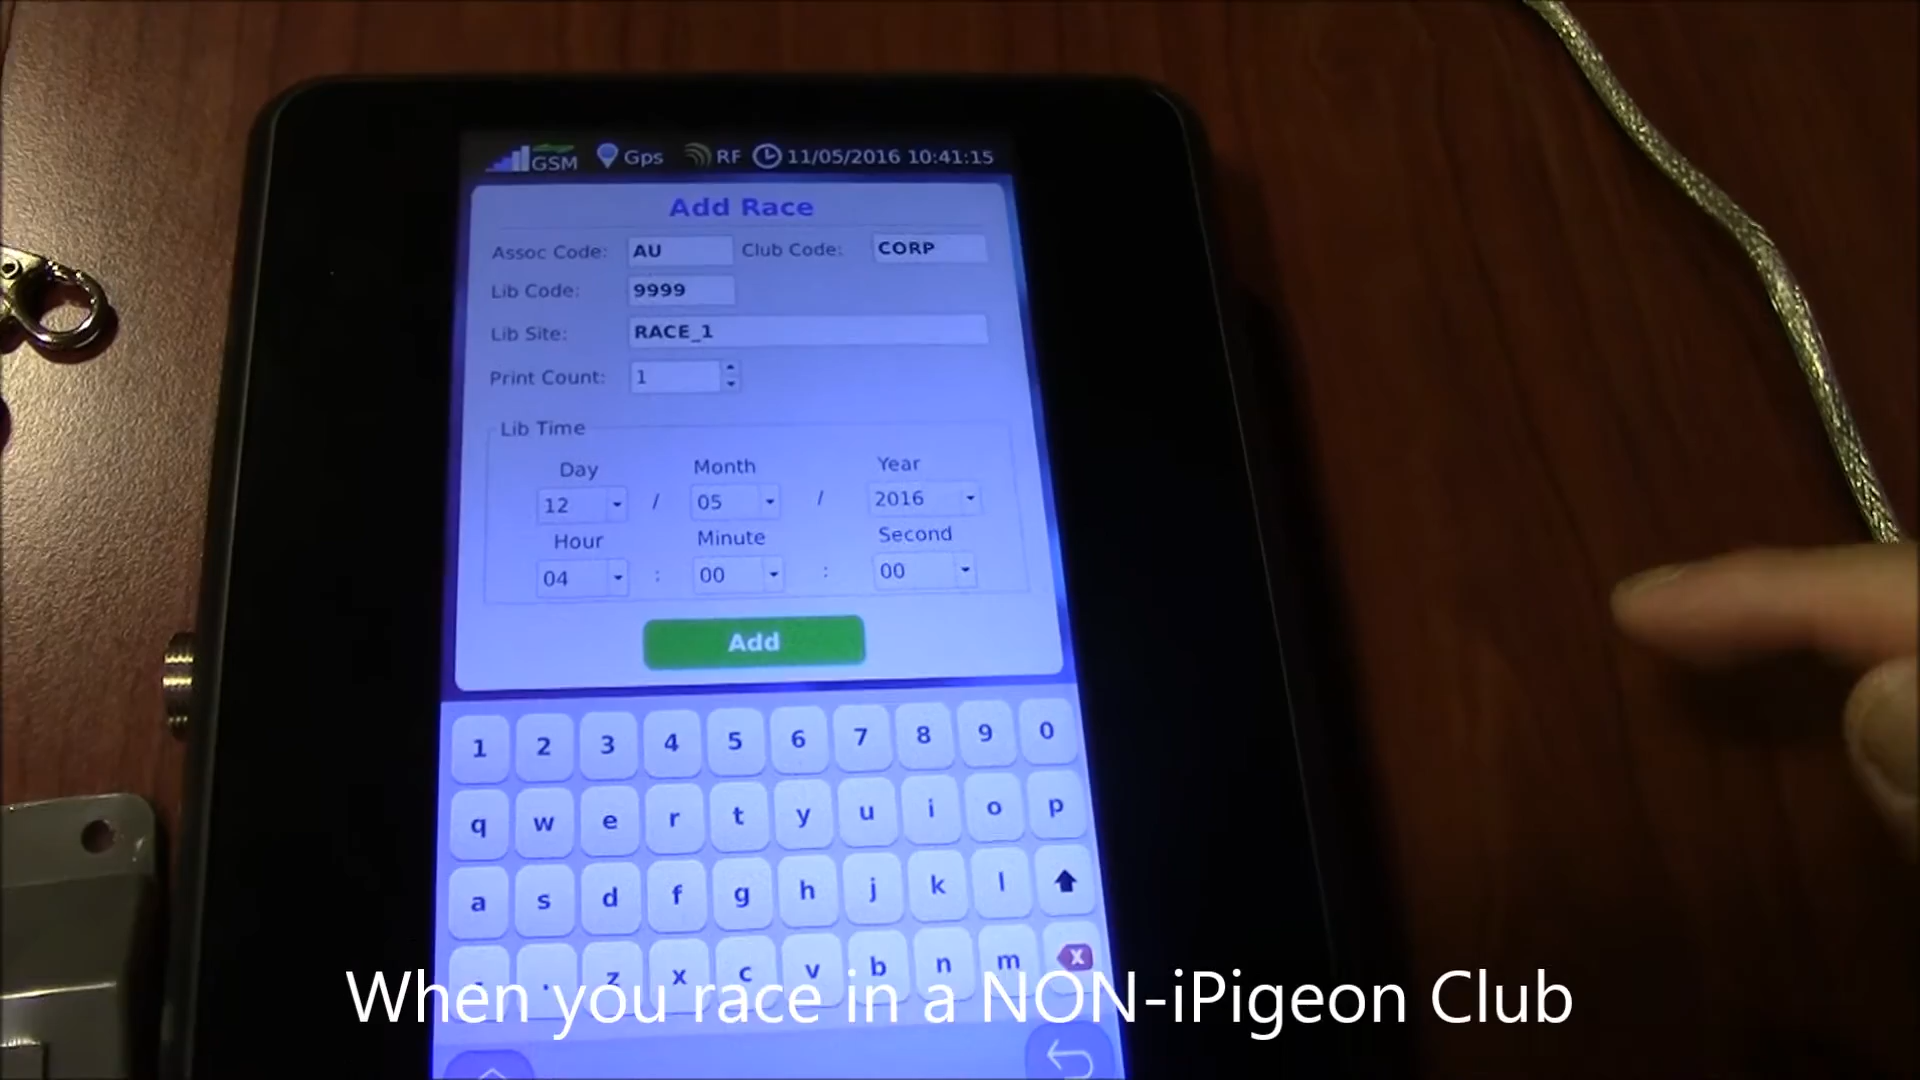 GSM Gps RF 11/05/2016 10:41:15
Add Race
Assoc Code: AU Club Code: CORP
Lib Code: 9999
Lib Site: RACE_1
Print Count: 1
Lib Time
Day Month Year
12 / 05 / 2016
Hour Minute Second
04 : 00 : 00
Add
1 2 3 4 5 6 7 8 9 0
q w e r t y u i o p
a s d f g h j k l
z x c v b n m x
When you race in a NON-iPigeon Club